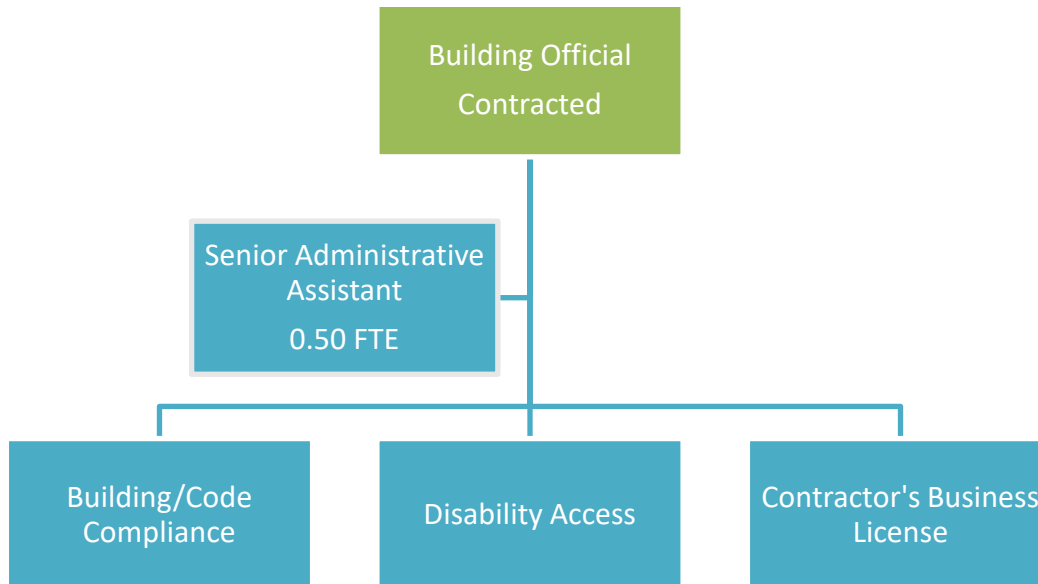 Building Official
Contracted
Senior Administrative
Assistant
0.50 FTE
Building/Code
Compliance
Disability Access
Contractor's Business
License